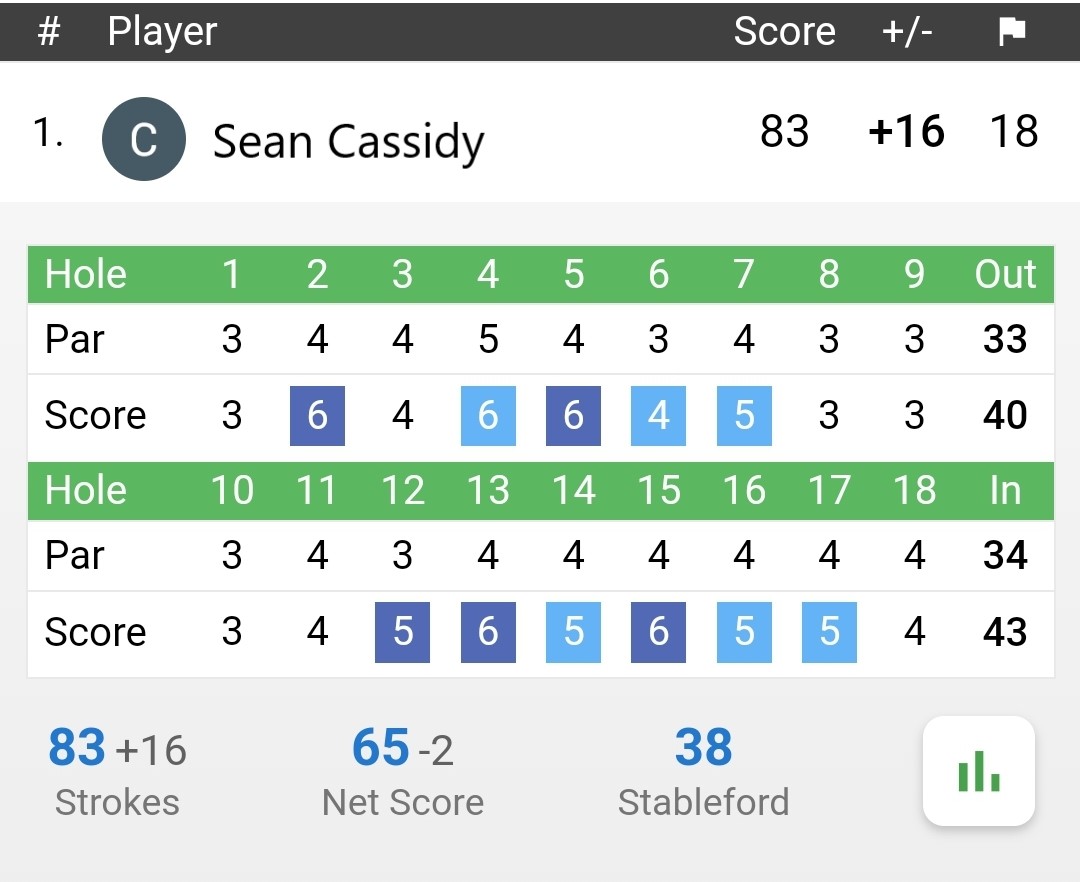 # Player Score +/-
1. C Sean Cassidy 83 +16 18
Hole 1 2 3 4 5 6 7 8 9 Out
Par 3 4 4 5 4 3 4 3 3 33
Score 3 6 4 6 6 4 5 3 3 40
Hole 10 11 12 13 14 15 16 17 18 In
Par 3 4 3 4 4 4 4 4 4 34
Score 3 4 5 6 5 6 5 5 4 43
83 +16 65 -2 38
Strokes Net Score Stableford